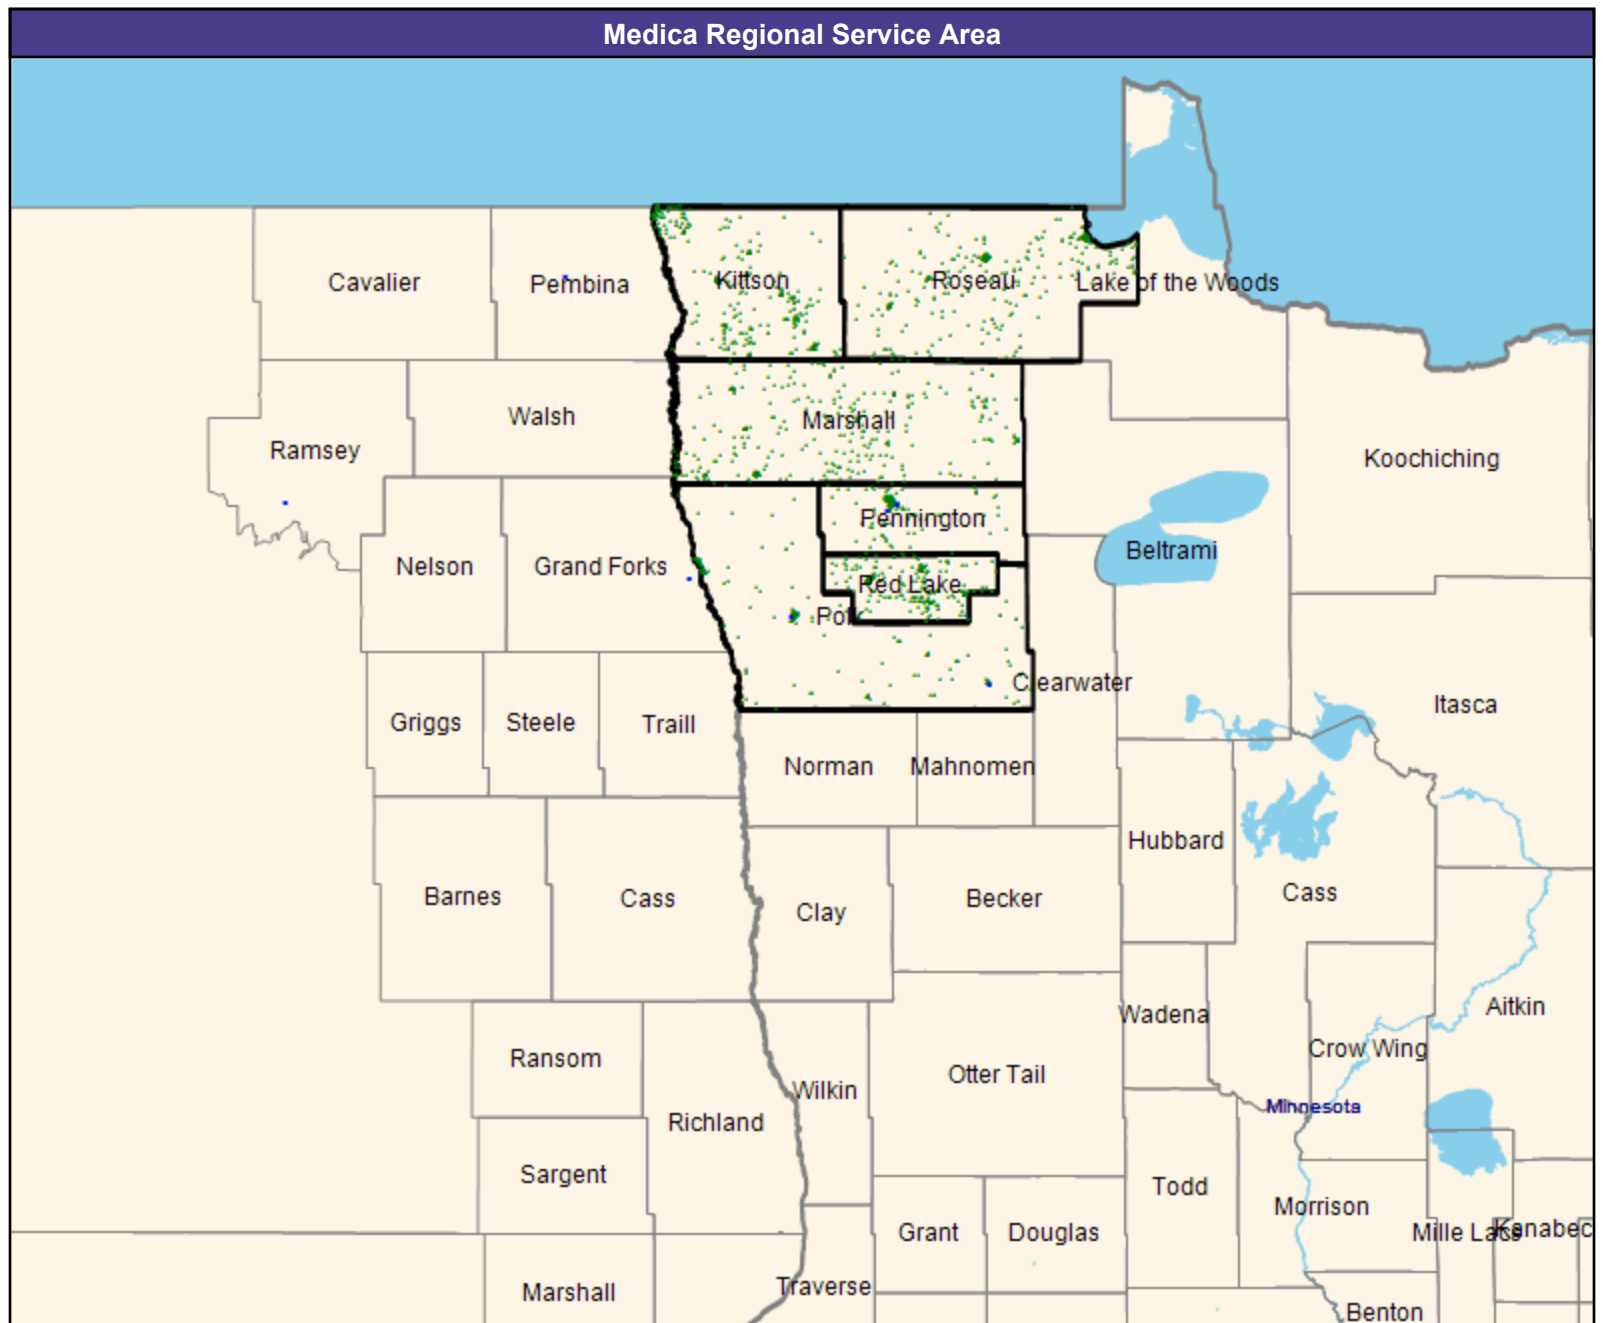 Medica Regional Service Area
Cavalier
Pembina
Kittson
Roseau
Lake of the Woods
Walsh
Marshall
Ramsey
Koochiching
Pennington
Beltrami
Nelson
Grand Forks
Red Lake
Polk
Clearwater
Itasca
Griggs
Steele
Traill
Norman
Mahnomen
Hubbard
Barnes
Cass
Clay
Becker
Cass
Wadena
Aitkin
Crow Wing
Ransom
Otter Tail
Wilkin
Minnesota
Richland
Sargent
Todd
Morrison
Grant
Douglas
Mille Lacs
Kanabec
Marshall
Traverse
Benton